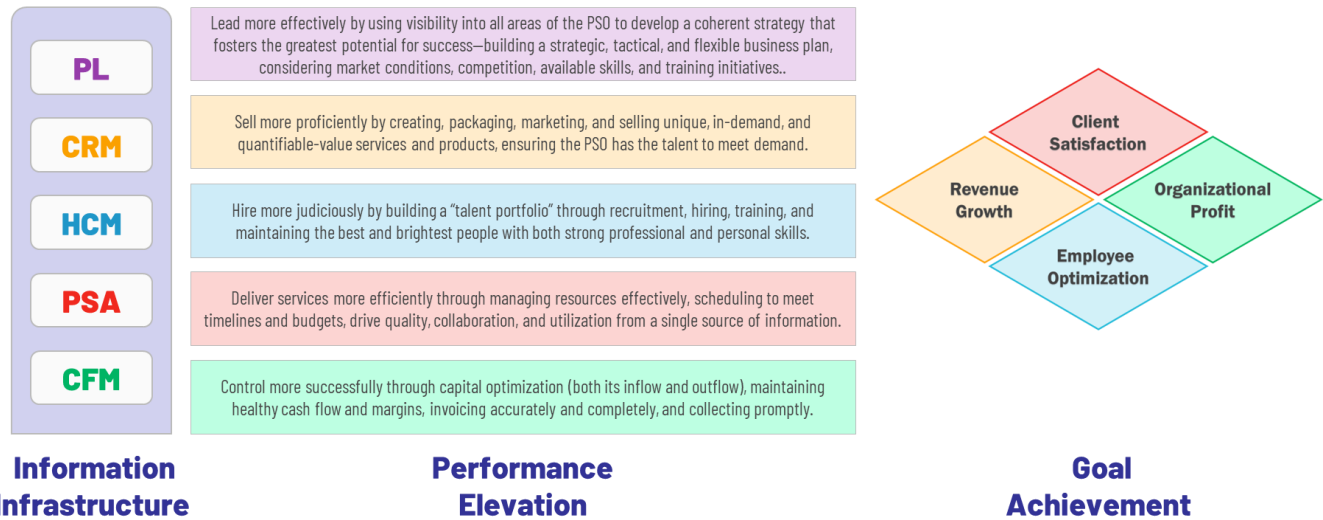 PL
Lead more effectively by using visibility into all areas of the PSO to develop a coherent strategy that
fosters the greatest potential for success—building a strategic, tactical, and flexible business plan,
considering market conditions, competition, available skills, and training initiatives..
CRM
Sell more proficiently by creating, packaging, marketing, and selling unique, in-demand, and
quantifiable-value services and products, ensuring the PSO has the talent to meet demand.
HCM
Hire more judiciously by building a “talent portfolio” through recruitment, hiring, training, and
maintaining the best and brightest people with both strong professional and personal skills.
PSA
Deliver services more efficiently through managing resources effectively, scheduling to meet
timelines and budgets, drive quality, collaboration, and utilization from a single source of information.
CFM
Control more successfully through capital optimization (both its inflow and outflow), maintaining
healthy cash flow and margins, invoicing accurately and completely, and collecting promptly.
Client
Satisfaction
Revenue
Growth
Organizational
Profit
Employee
Optimization
Information
Infrastructure
Performance
Elevation
Goal
Achievement